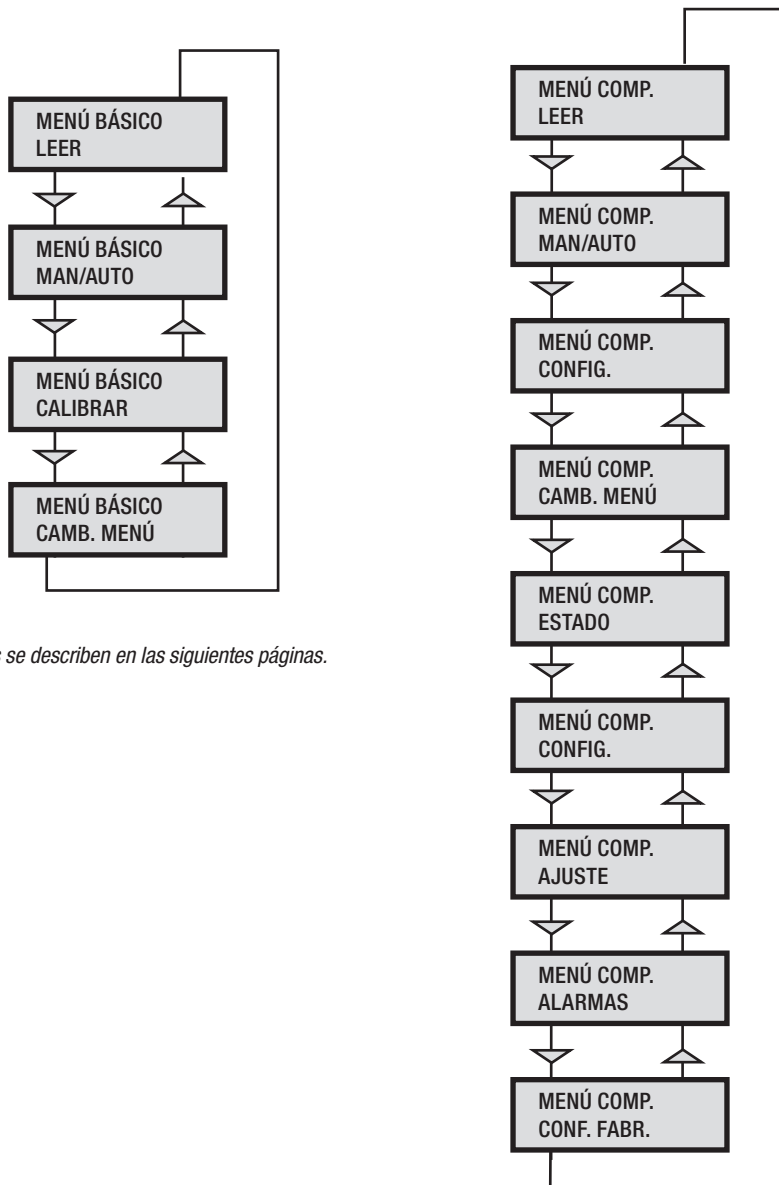 MENÚ BÁSICO
LEER
MENÚ BÁSICO
MAN/AUTO
MENÚ BÁSICO
CALIBRAR
MENÚ BÁSICO
CAMB. MENÚ
s se describen en las siguientes páginas.
MENÚ COMP.
LEER
MENÚ COMP.
MAN/AUTO
MENÚ COMP.
CONFIG.
MENÚ COMP.
CAMB. MENÚ
MENÚ COMP.
ESTADO
MENÚ COMP.
CONFIG.
MENÚ COMP.
AJUSTE
MENÚ COMP.
ALARMAS
MENÚ COMP.
CONF. FABR.